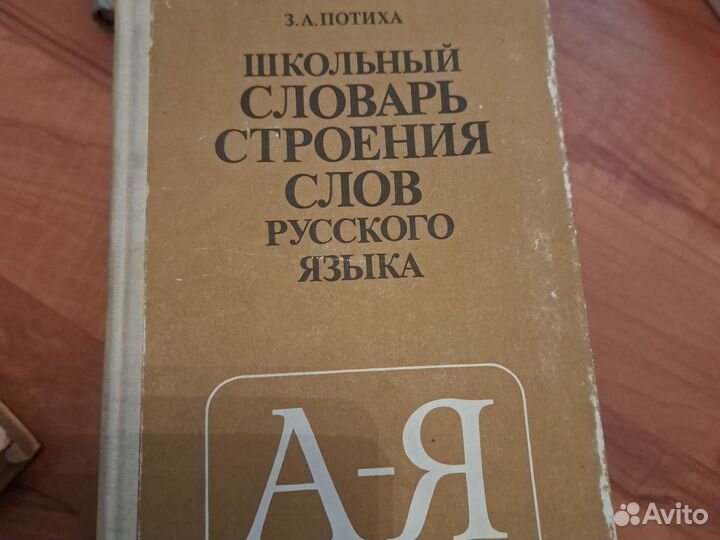 З.А.ПОТИХА
ШКОЛЬНЫЙ
СЛОВАРЬ
СТРОЕНИЯ
СЛОВ
РУССКОГО
ЯЗЫКА
А-Я
Avito